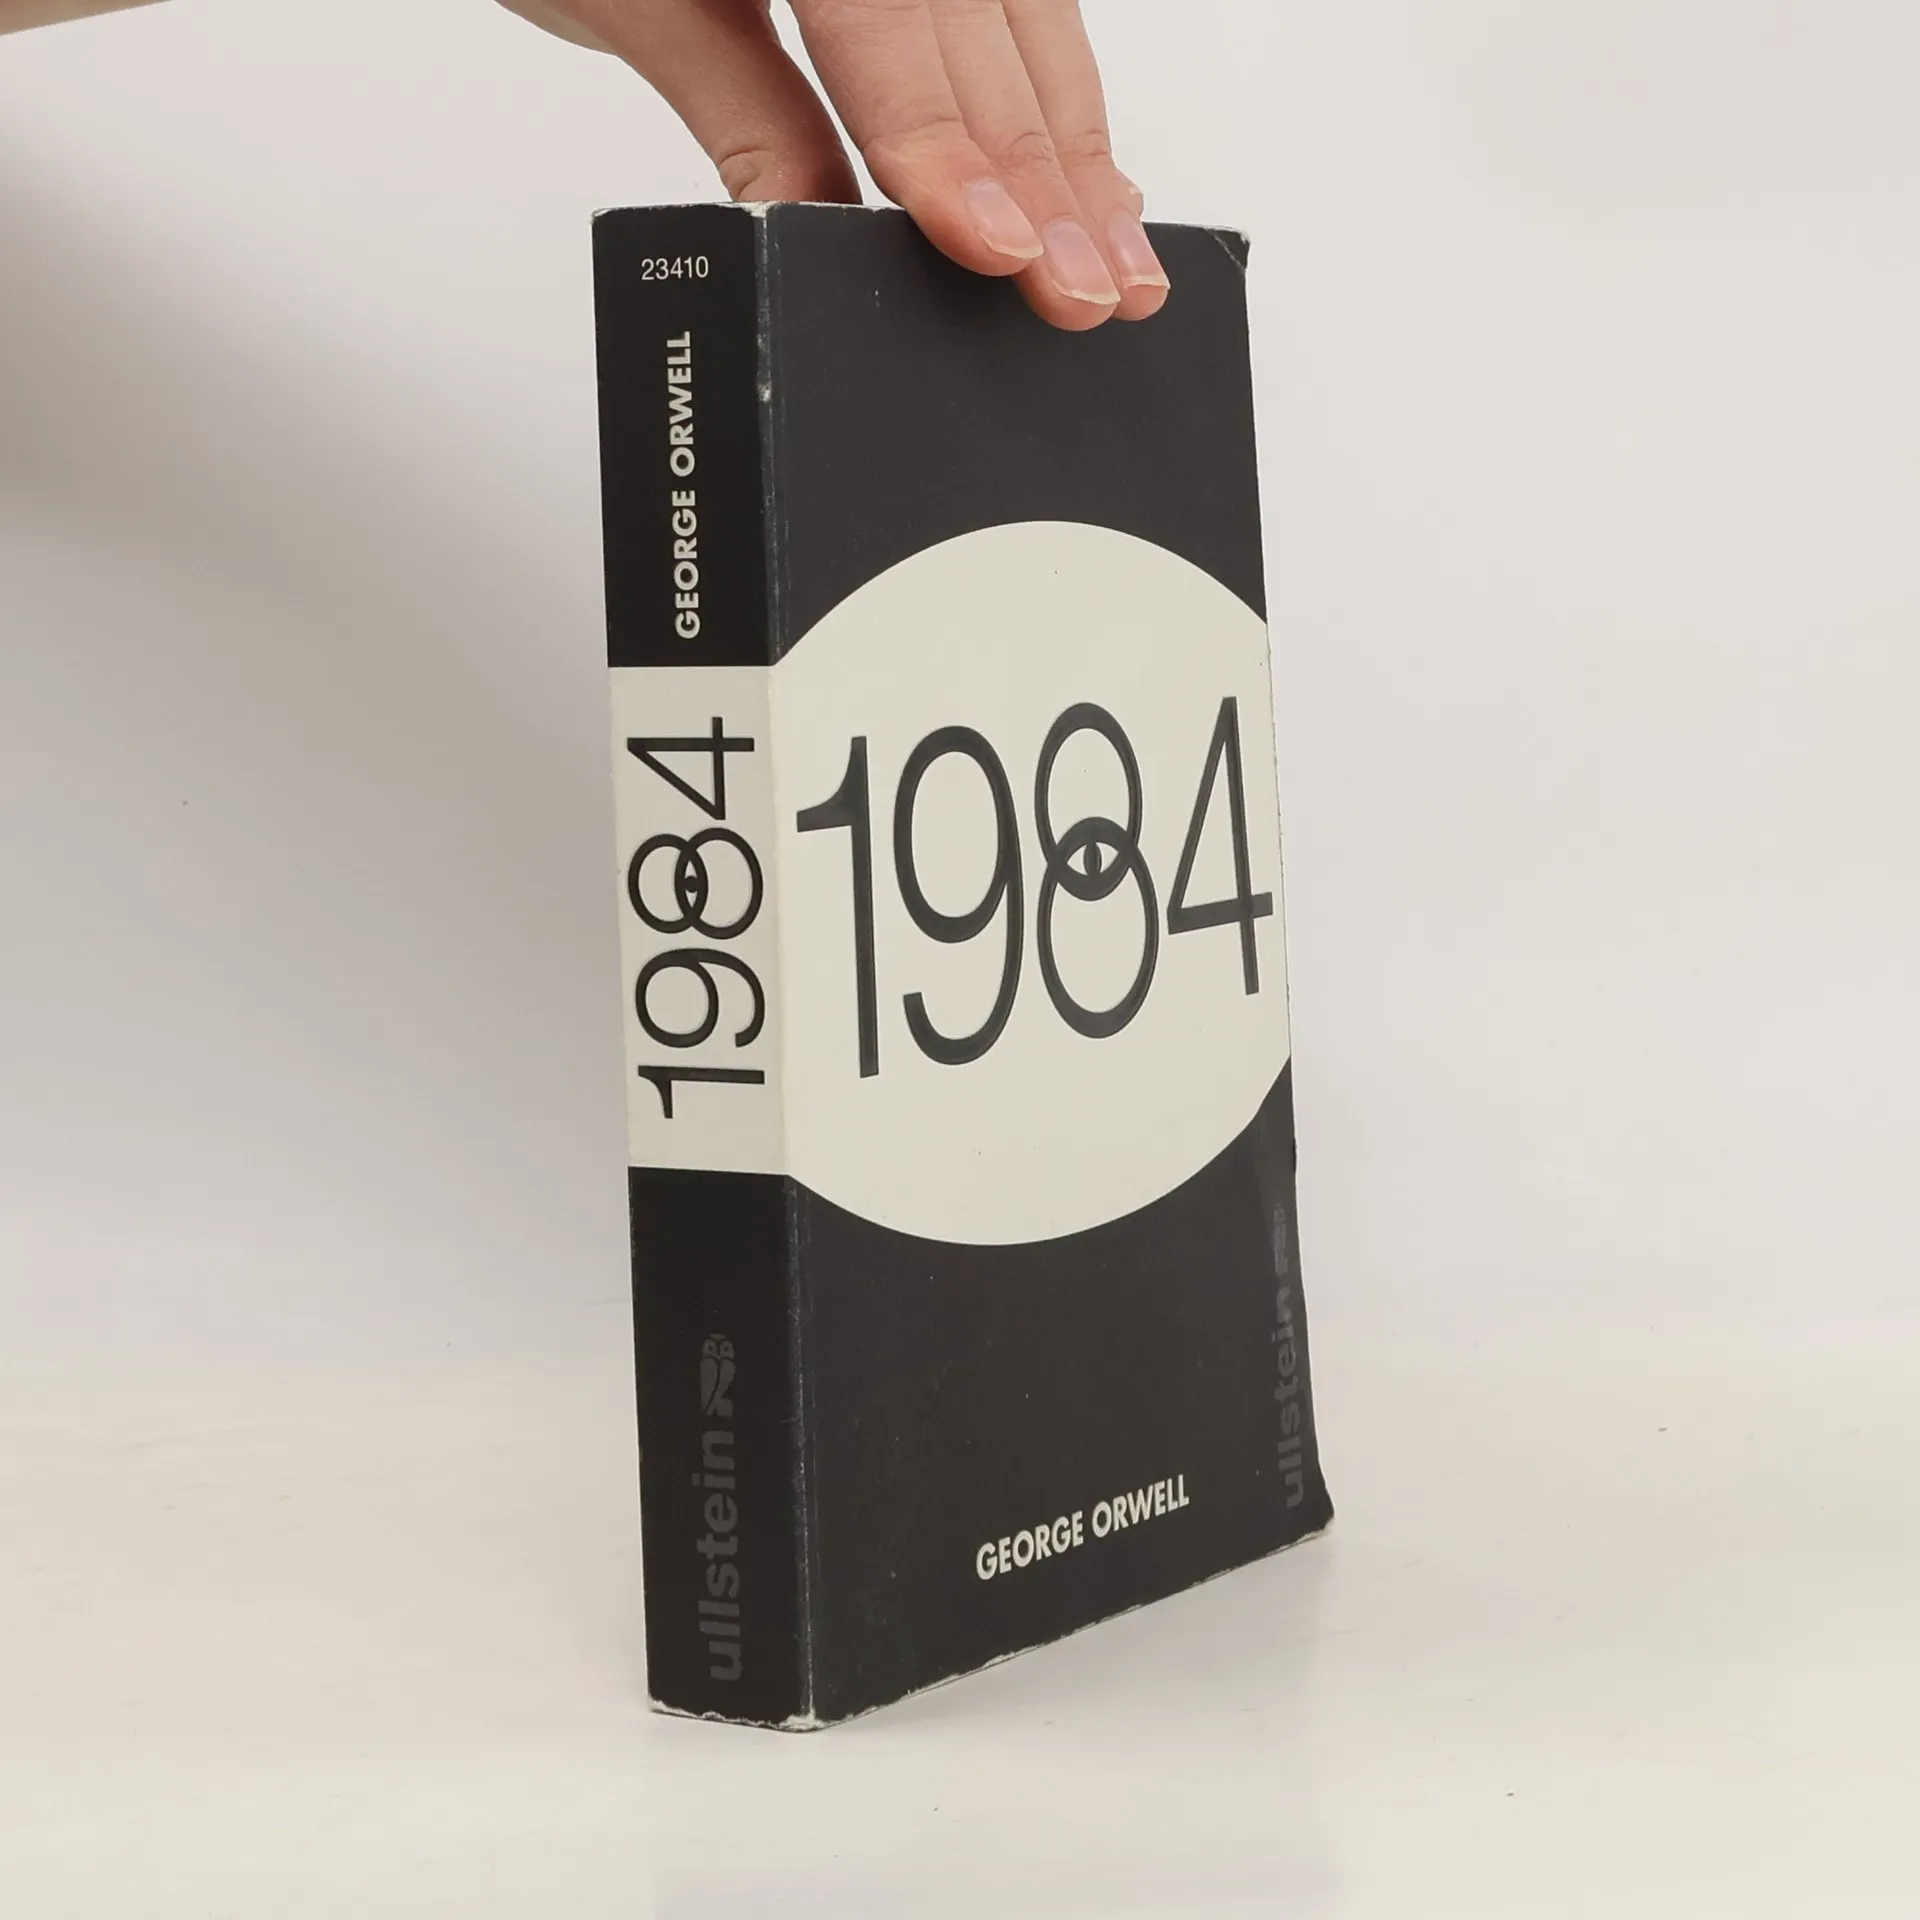 23410
GEORGE ORWELL
1984
ullstein
1984
GEORGE ORWELL
ullstein